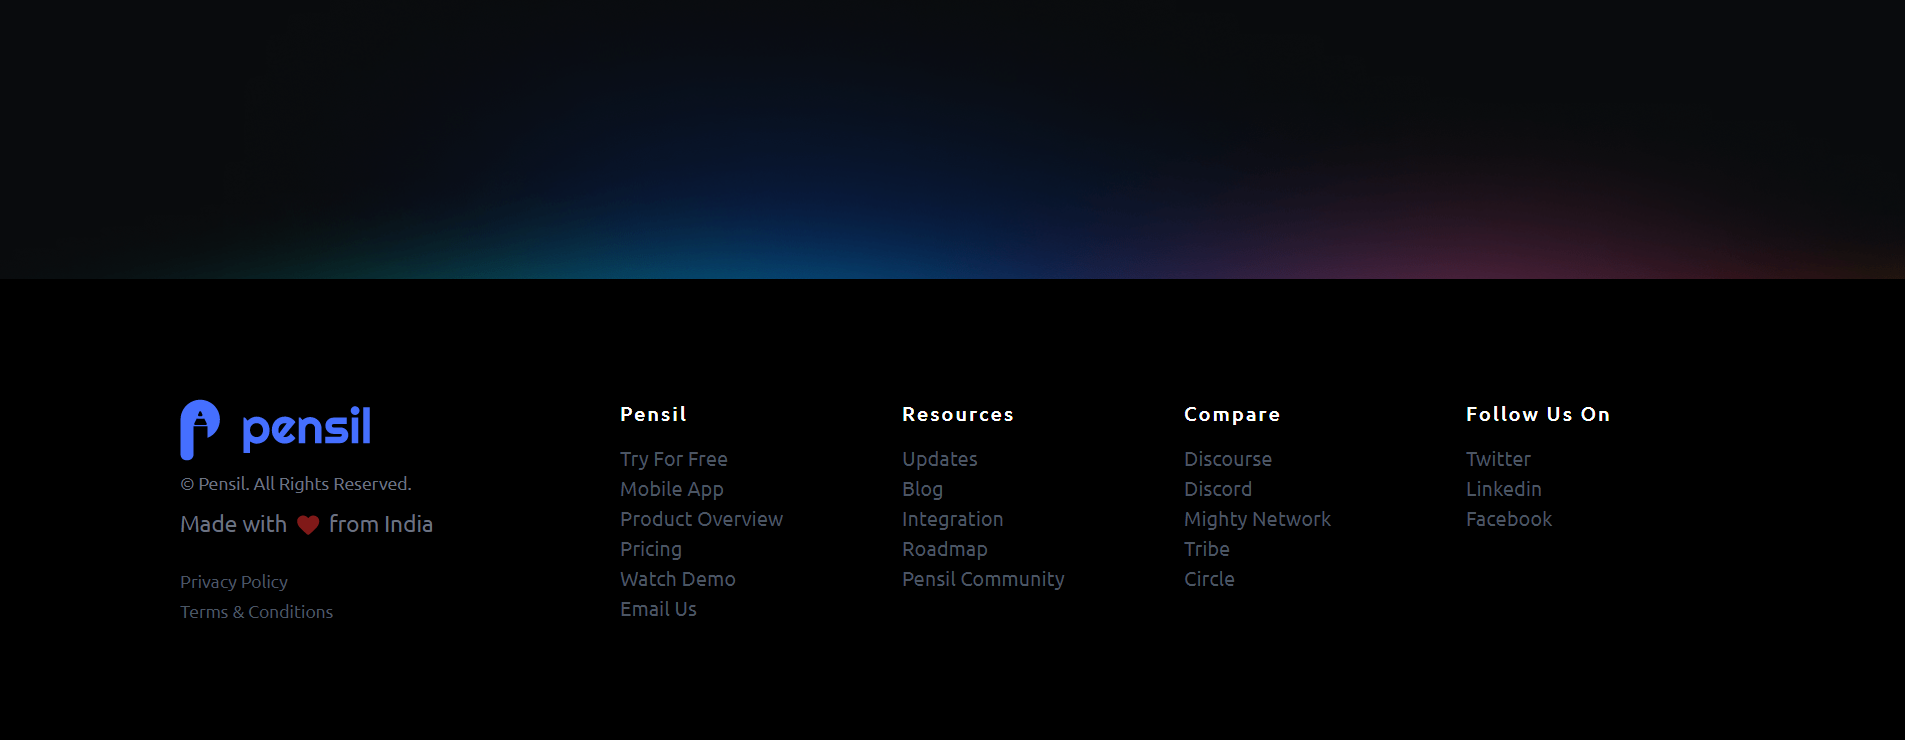 pensil
© Pensil. All Rights Reserved.
Made with ❤ from India
Privacy Policy
Terms & Conditions
Pensil
Try For Free
Mobile App
Product Overview
Pricing
Watch Demo
Email Us
Resources
Updates
Blog
Integration
Roadmap
Pensil Community
Compare
Discourse
Discord
Mighty Network
Tribe
Circle
Follow Us On
Twitter
Linkedin
Facebook